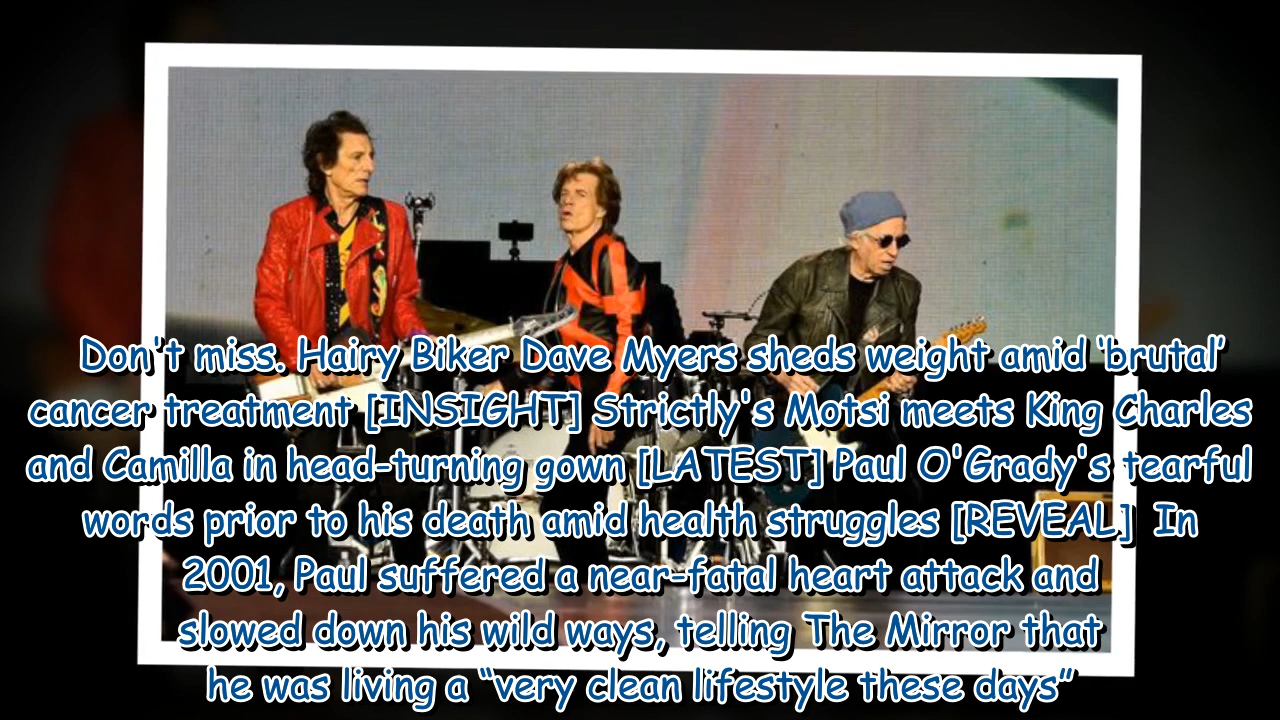 Don't miss. Hairy Biker Dave Myers sheds weight amid ‘brutal’
cancer treatment [INSIGHT] Strictly's Motsi meets King Charles
and Camilla in head-turning gown [LATEST] Paul O'Grady's tearful
words prior to his death amid health struggles [REVEAL]  In
2001, Paul suffered a near-fatal heart attack and
slowed down his wild ways, telling The Mirror that
he was living a “very clean lifestyle these days”